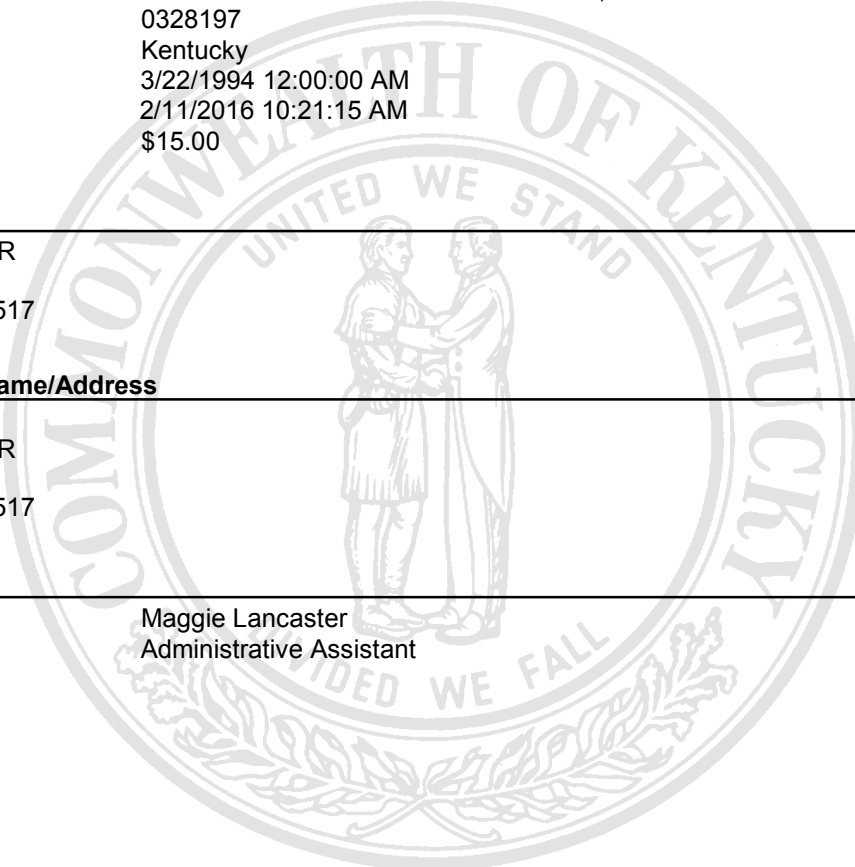 0328197
Kentucky
3/22/1994 12:00:00 AM
2/11/2016 10:21:15 AM
$15.00
R
517
ame/Address
R
517
Maggie Lancaster
Administrative Assistant
COMMONWEALTH OF KENTUCKY
UNITED WE STAND
DIVIDED WE FALL